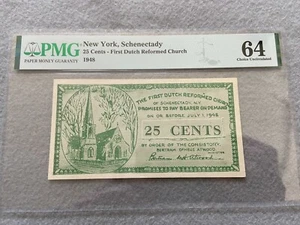 PMG
PAPER MONEY GUARANTY
New York, Schenectady
25 Cents - First Dutch Reformed Church
1948
64
Choice Uncirculated
THE FIRST DUTCH REFORMED CHURCH
OF SCHENECTADY, N.Y.
PROMISES TO PAY BEARER ON DEMAND
ON OR BEFORE JULY 1, 1948
25 CENTS
BY ORDER OF THE CONSISTORY
BERTRAND ATWOOD